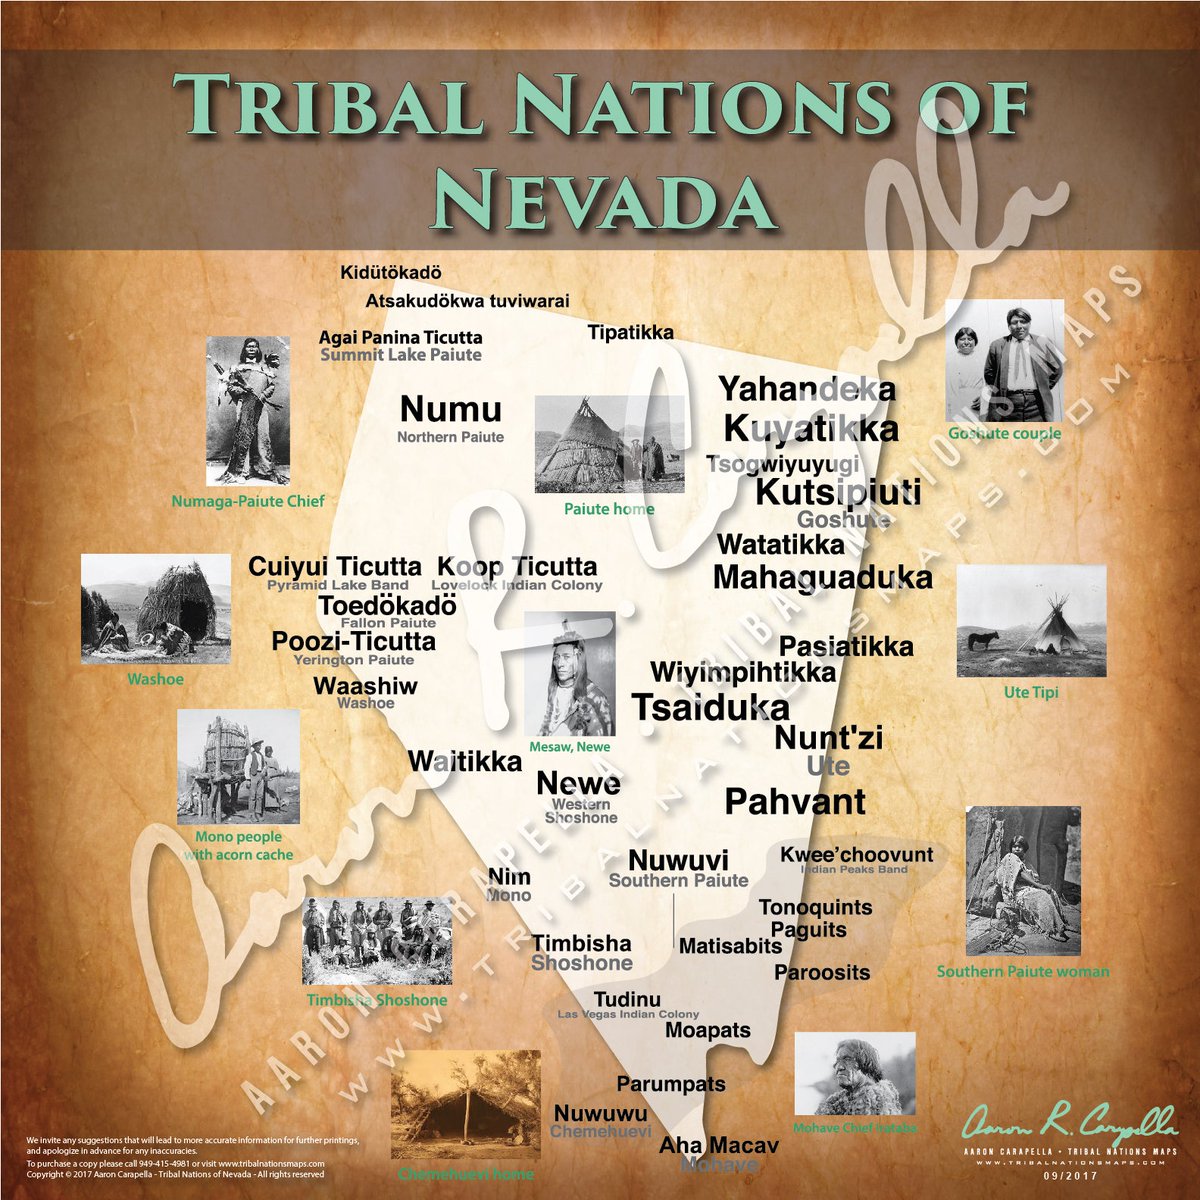 TRIBAL NATIONS OF
NEVADA
Kidütökadö
Atsakudökwa tuviwarai
Agai Panina Ticutta
Summit Lake Paiute
Tipatikka
Numu
Northern Paiute
Yahandeka
Kuyatikka
Tsogwiyuyugi
Kutsipiuti
Goshute
Goshute couple
Numaga-Paiute Chief
Paiute home
Watatikka
Mahaguaduka
Cuiyui Ticutta
Pyramid Lake Band
Koop Ticutta
Lovelock Indian Colony
Toedökadö
Fallon Paiute
Poozi-Ticutta
Yerington Paiute
Waashiw
Washoe
Washoe
Pasiatikka
Wiyimpihtikka
Tsaiduka
Nunt'zi
Ute
Ute Tipi
Mesaw, Newe
Waitikka
Newe
Western
Shoshone
Pahvant
Mono people
with acorn cache
Nim
Mono
Nuwuvi
Southern Paiute
Kwee'choovunt
Indian Peaks Band
Tonoquints
Paguits
Matisabits
Paroosits
Southern Paiute woman
Timbisha
Shoshone
Timbisha Shoshone
Tudinu
Las Vegas Indian Colony
Moapats
Parumpats
Nuwuwu
Chemehuevi
Chemehuevi home
Aha Macav
Mohave
Mohave Chief Irataba
Aaron R. Carapella
AARON CARAPELLA • TRIBAL NATIONS MAPS
WWW.TRIBALNATIONSMAPS.COM
Aaron R. Carapella
AARON CARAPELLA • TRIBAL NATIONS MAPS
WWW.TRIBALNATIONSMAPS.COM
09/2017
We invite any suggestions that will lead to more accurate information for further printings,
and apologize in advance for any inaccuracies.
To purchase a copy please call 949-415-4981 or visit www.tribalnationsmaps.com
Copyright © 2017 Aaron Carapella - Tribal Nations of Nevada - All rights reserved